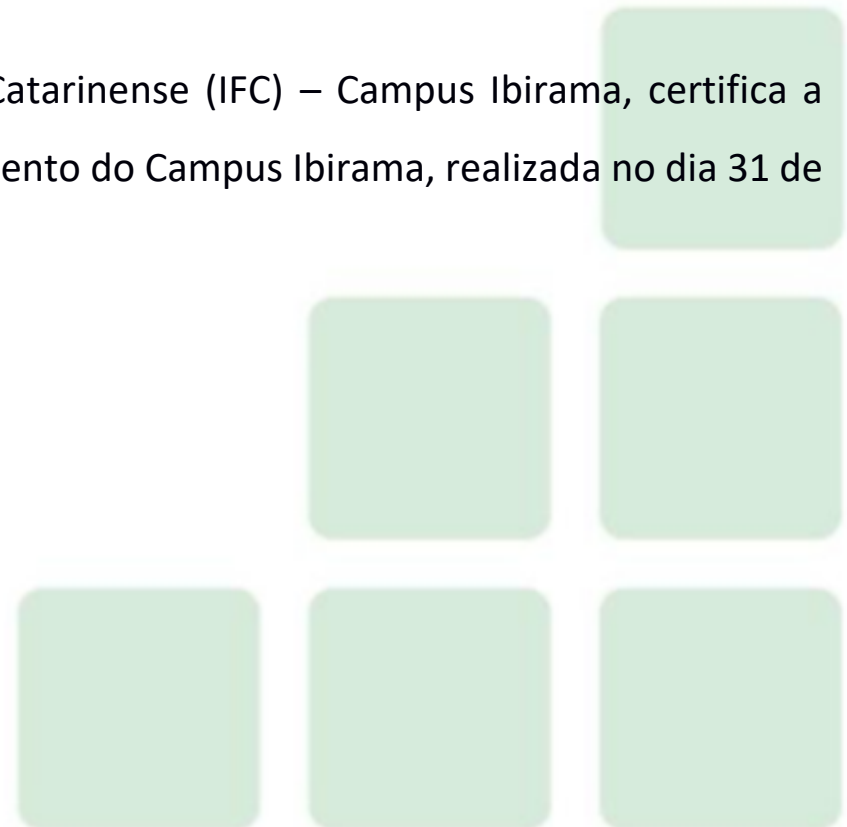 Catarinense (IFC) – Campus Ibirama, certifica a
ento do Campus Ibirama, realizada no dia 31 de